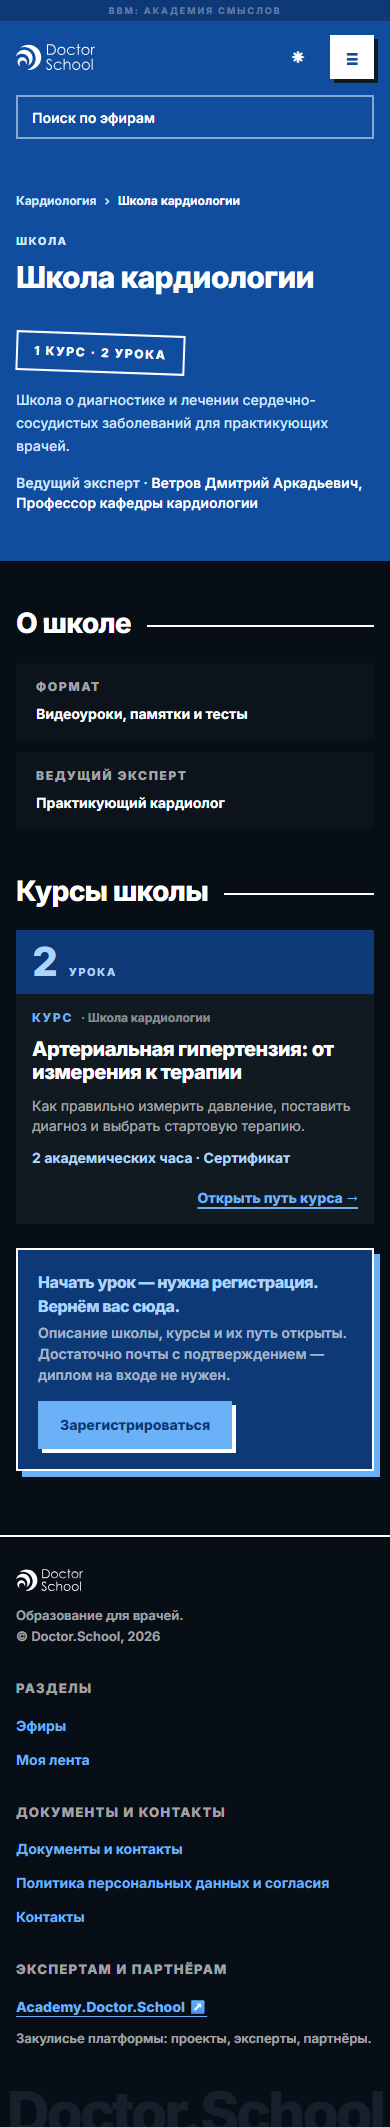 ВВМ: АКАДЕМИЯ СМЫСЛОВ
Doctor
School
Поиск по эфирам
Кардиология › Школа кардиологии
ШКОЛА
Школа кардиологии
1 КУРС · 2 УРОКА
Школа о диагностике и лечении сердечно-
сосудистых заболеваний для практикующих
врачей.
Ведущий эксперт · Ветров Дмитрий Аркадьевич,
Профессор кафедры кардиологии
О школе
ФОРМАТ
Видеоуроки, памятки и тесты
ВЕДУЩИЙ ЭКСПЕРТ
Практикующий кардиолог
Курсы школы
2 УРОКА
КУРС · Школа кардиологии
Артериальная гипертензия: от
измерения к терапии
Как правильно измерить давление, поставить
диагноз и выбрать стартовую терапию.
2 академических часа · Сертификат
Открыть путь курса →
Начать урок — нужна регистрация.
Вернём вас сюда.
Описание школы, курсы и их путь открыты.
Достаточно почты с подтверждением —
диплом на входе не нужен.
Зарегистрироваться
Doctor
School
Образование для врачей.
© Doctor.School, 2026
РАЗДЕЛЫ
Эфиры
Моя лента
ДОКУМЕНТЫ И КОНТАКТЫ
Документы и контакты
Политика персональных данных и согласия
Контакты
ЭКСПЕРТАМ И ПАРТНЁРАМ
Academy.Doctor.School ↗
Закулисье платформы: проекты, эксперты, партнёры.
Doctor.School